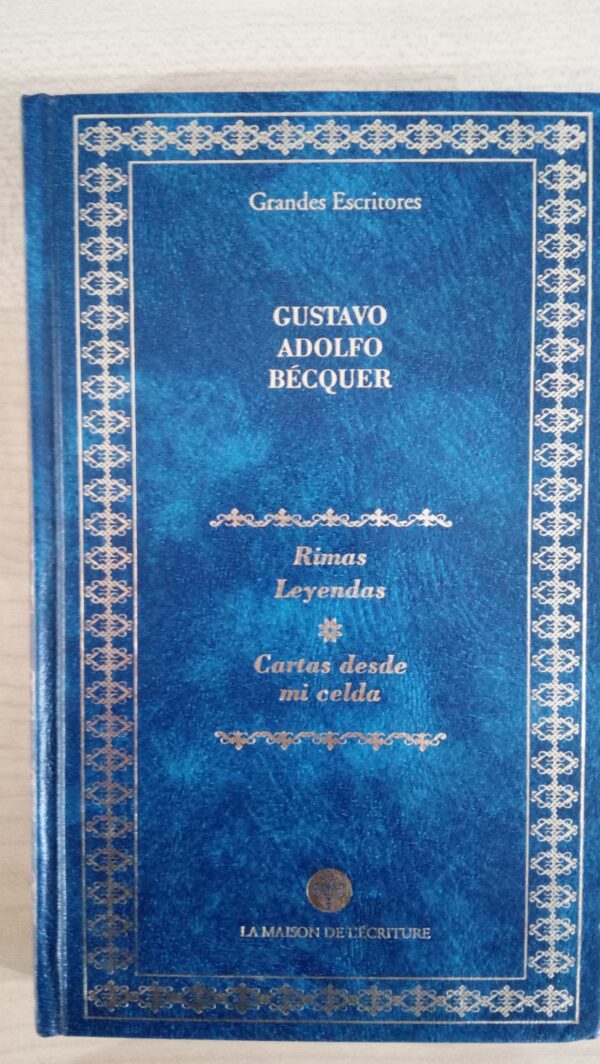 Grandes Escritores
GUSTAVO
ADOLFO
BÉCQUER
Rimas
Leyendas
Cartas desde
mi celda
LA MAISON DE L'ÉCRITURE